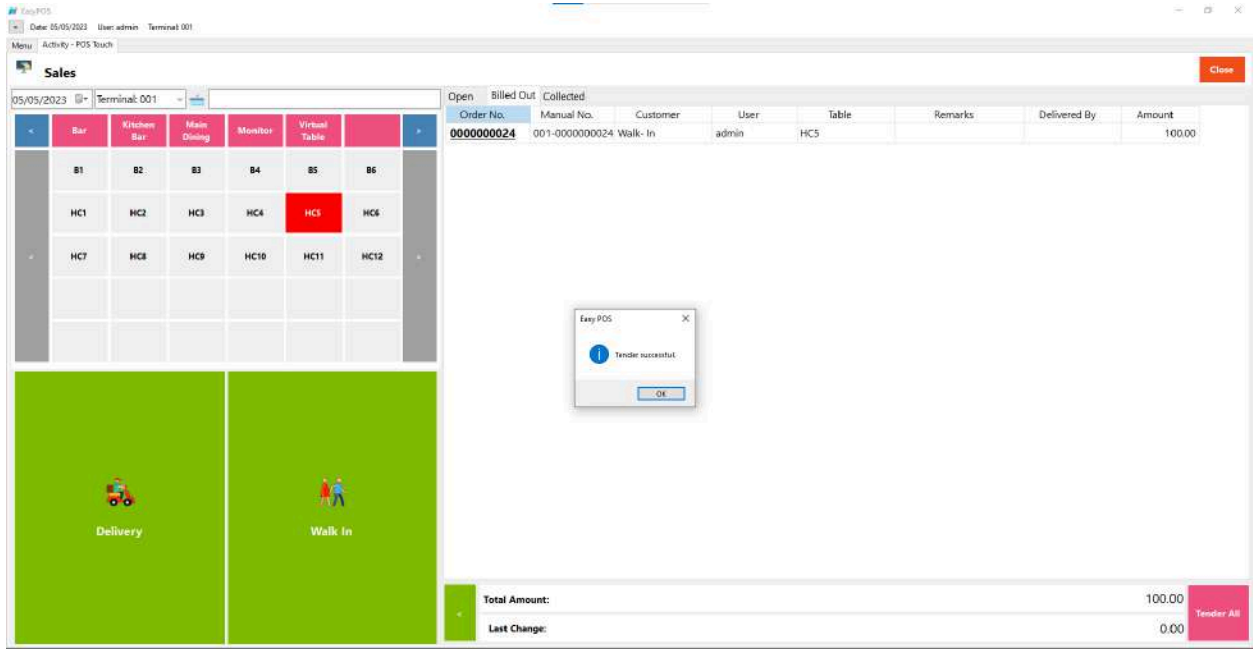 EasyPOS
Date: 05/05/2023 User: admin Terminal: 001
Menu Activity - POS Touch
Sales
Close
05/05/2023 Terminal: 001
Open Billed Out Collected
Order No. Manual No. Customer User Table Remarks Delivered By Amount
0000000024 001-0000000024 Walk- In admin HC5 100.00
< Bar Kitchen Bar Main Dining Monitor Virtual Table >
B1 B2 B3 B4 B5 B6
HC1 HC2 HC3 HC4 HC5 HC6
HC7 HC8 HC9 HC10 HC11 HC12
Easy POS
Tender successful.
OK
Delivery
Walk In
<
Total Amount: 100.00
Last Change: 0.00
Tender All